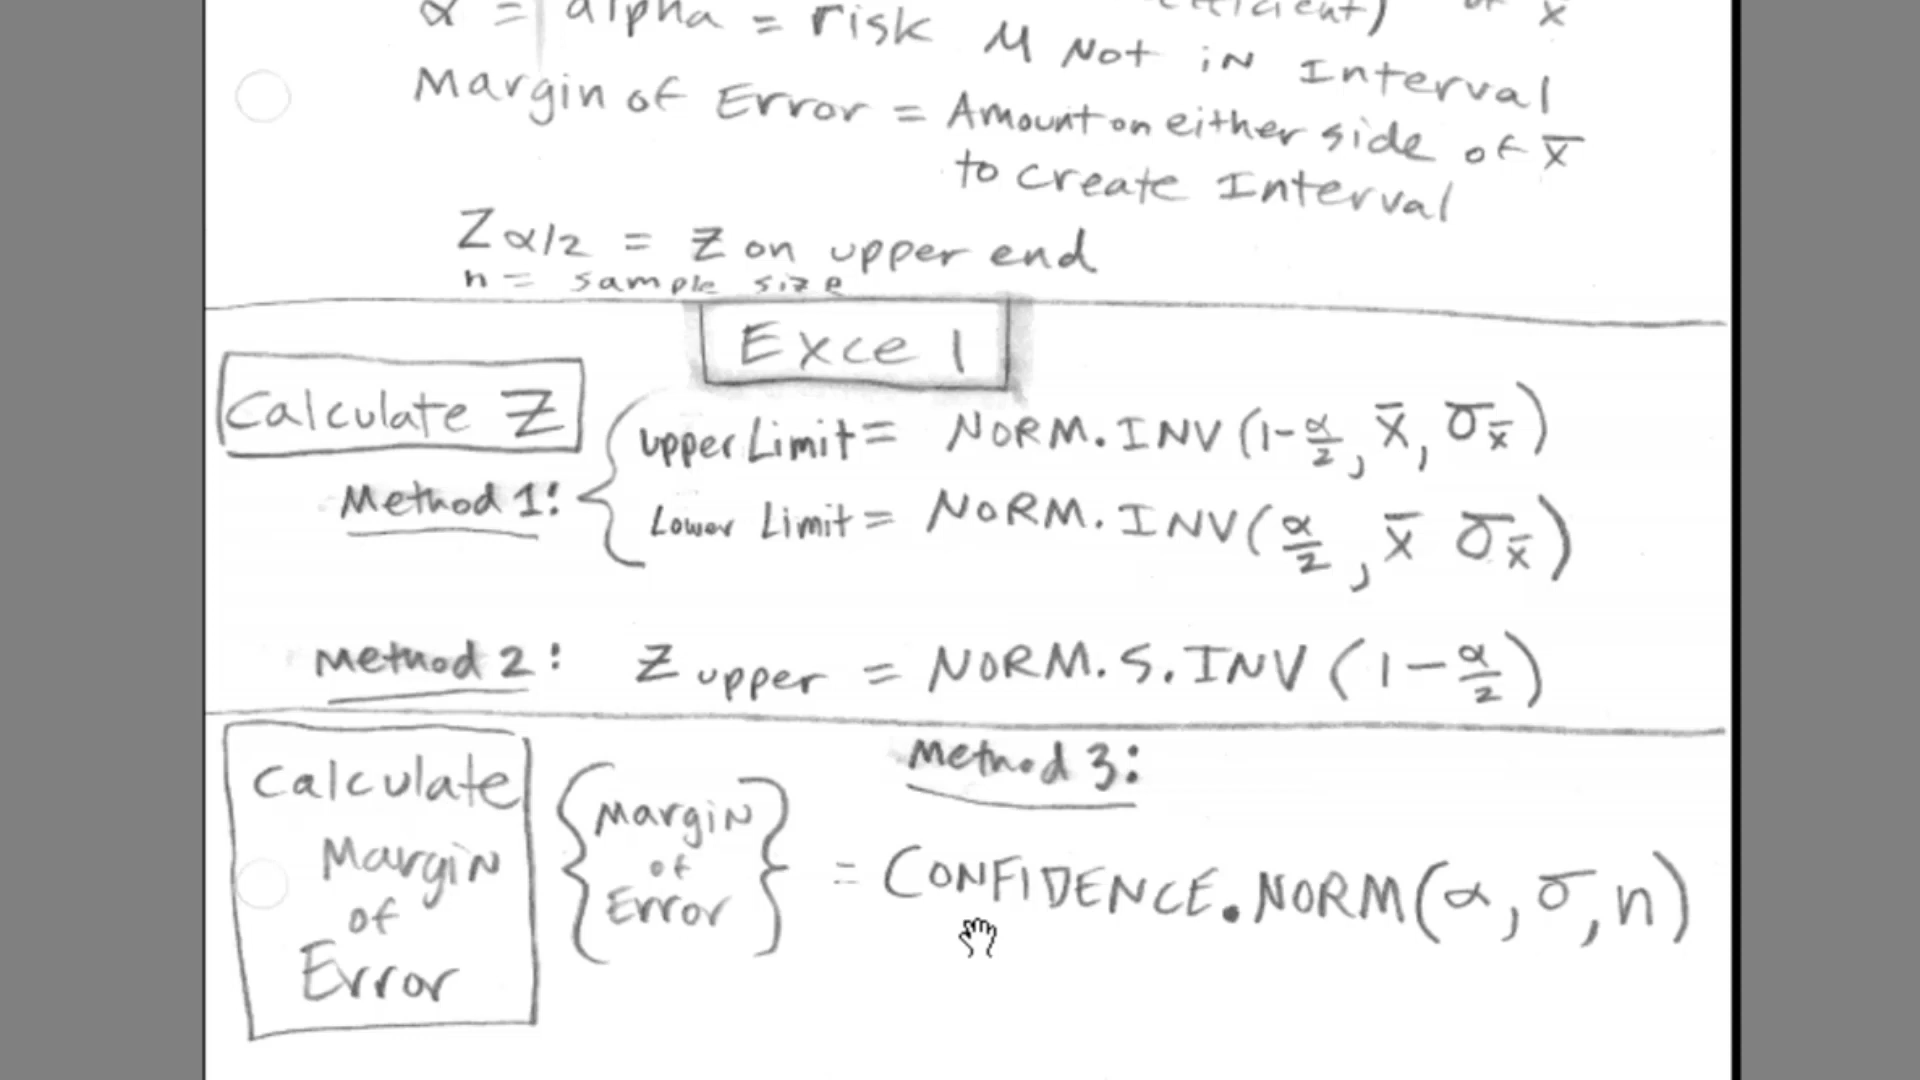 α = alpha = risk M Not in Interval
Margin of Error = Amount on either side of x̄
to create Interval
Z α/2 = Z on upper end
n = sample size
Excel
Calculate Z
Upper Limit = NORM.INV(1-α/2, x̄, σx̄)
Method 1:
Lower Limit = NORM.INV(α/2, x̄ σx̄)
Method 2: Z upper = NORM.S.INV(1-α/2)
Method 3:
Calculate Margin of Error
{Margin of Error} = CONFIDENCE.NORM(α, σ, n)